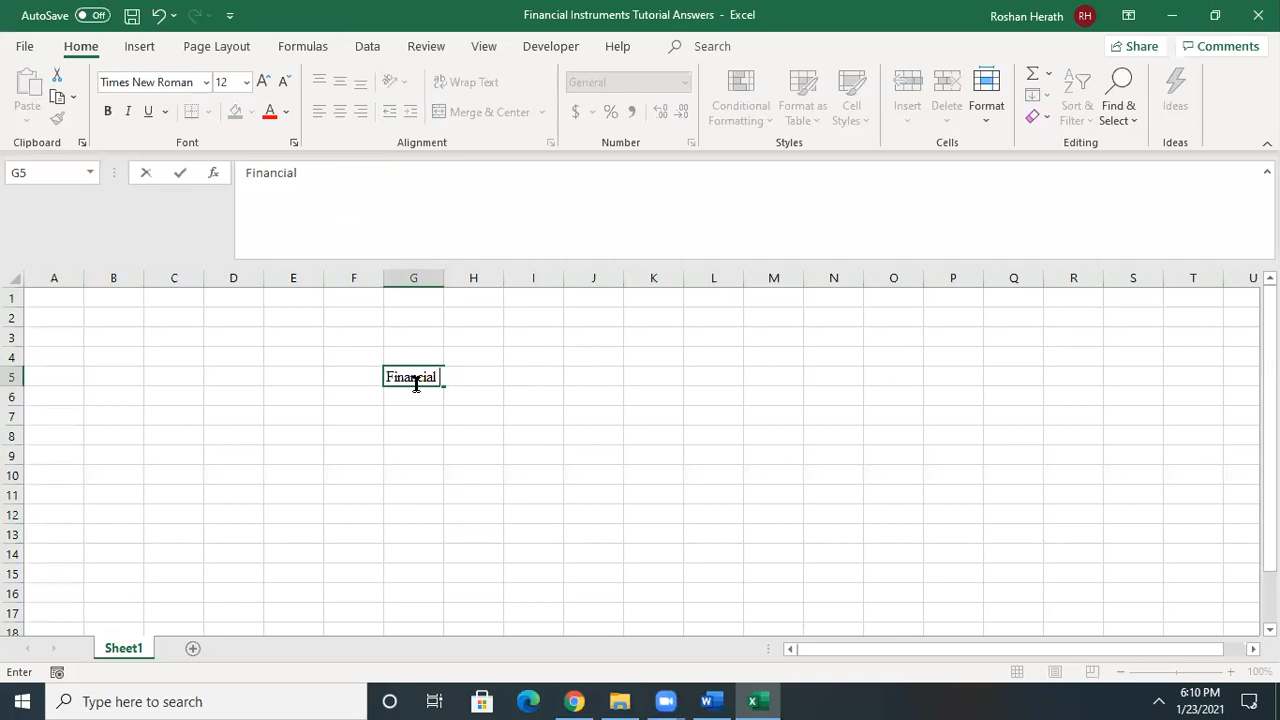 AutoSave Off Financial Instruments Tutorial Answers - Excel Roshan Herath RH
File Home Insert Page Layout Formulas Data Review View Developer Help Search Share Comments
Paste Times New Roman 12 Wrap Text General Conditional Formatting Format as Table Cell Styles Insert Delete Format Sort & Filter Find & Select Ideas
B I U A Merge & Center $ % ,
Clipboard Font Alignment Number Styles Cells Editing Ideas
G5 fx Financial
A B C D E F G H I J K L M N O P Q R S T U
1
2
3
4
5 Financial
6
7
8
9
10
11
12
13
14
15
16
17
18
Sheet1
Enter 100%
Type here to search 6:10 PM
1/23/2021